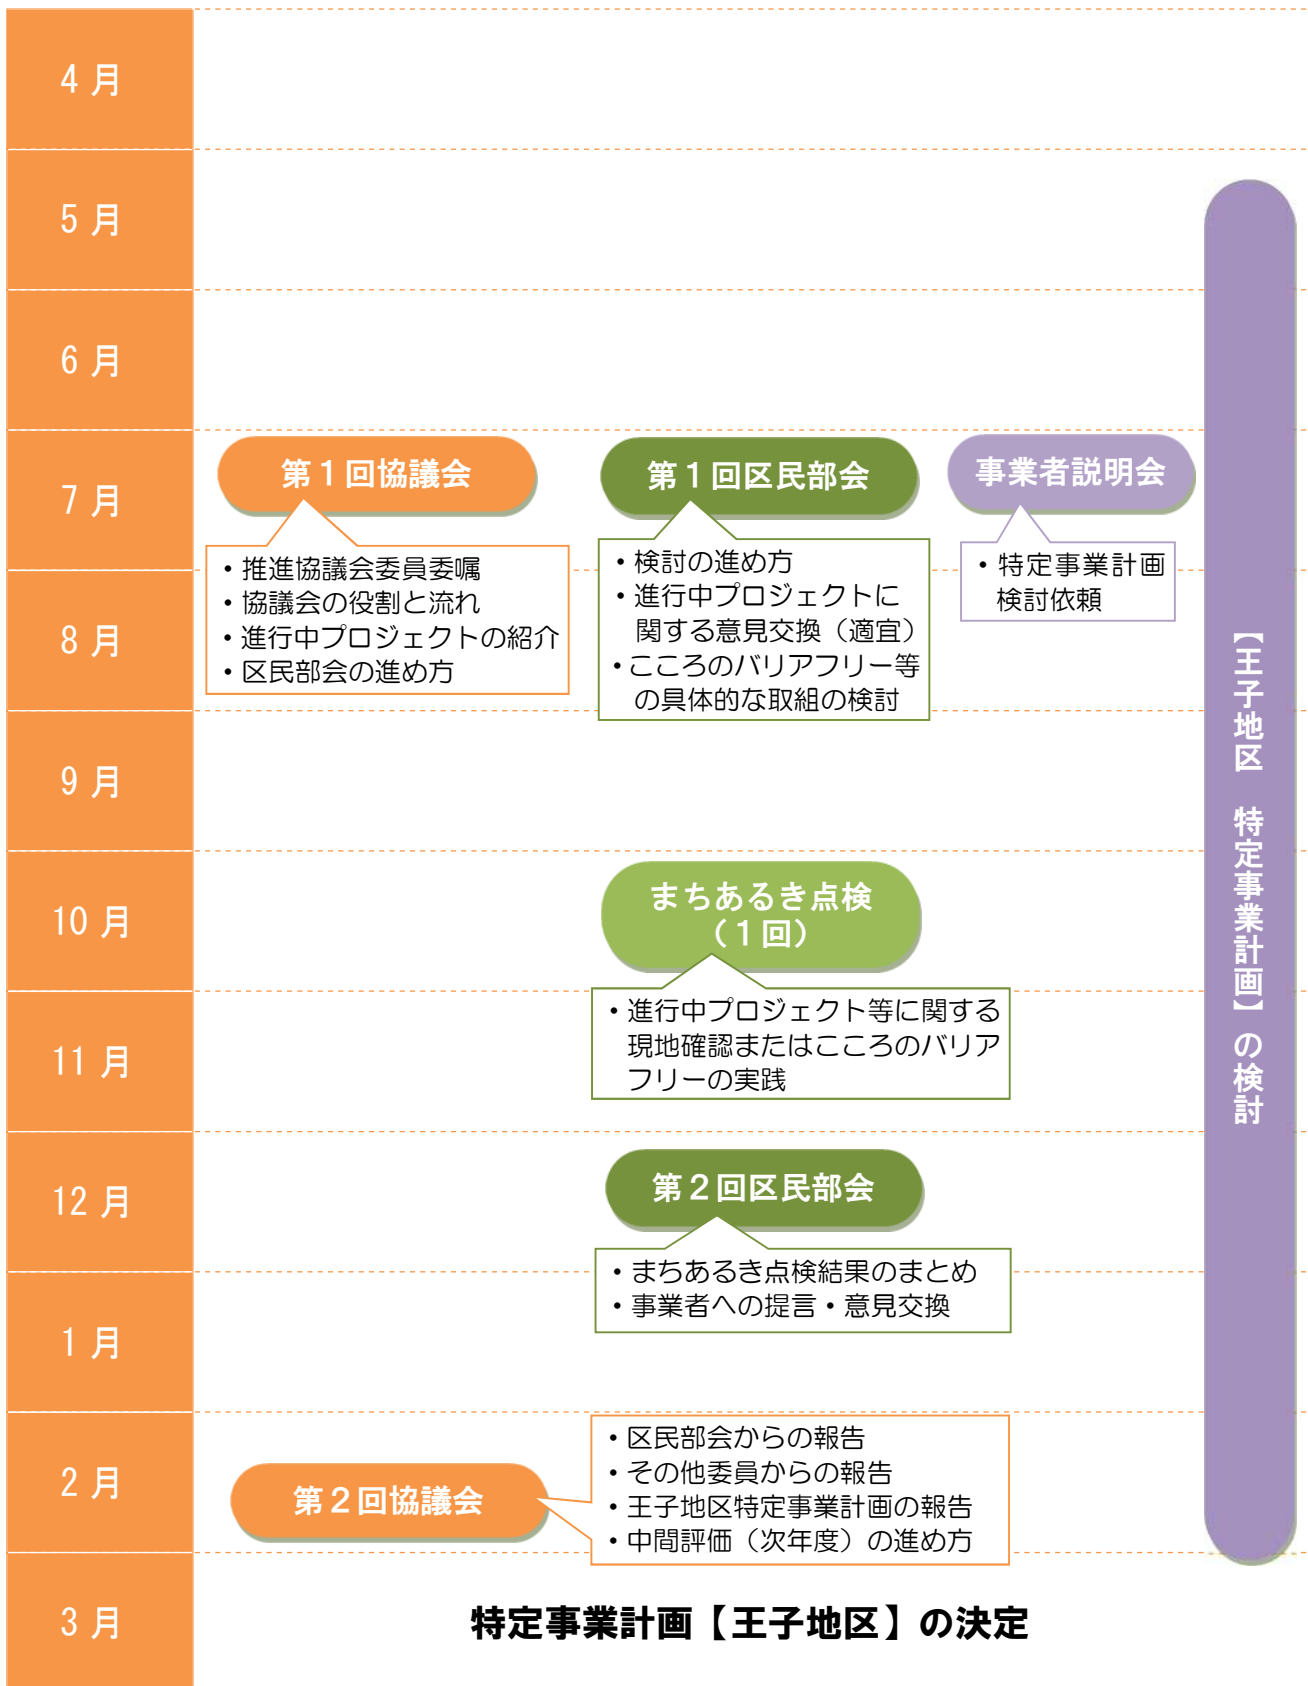 4月
5月
6月
7月
第1回協議会
・推進協議会委員委嘱
・協議会の役割と流れ
・進行中プロジェクトの紹介
・区民部会の進め方
第1回区民部会
・検討の進め方
・進行中プロジェクトに
関する意見交換（適宜）
・こころのバリアフリー等
の具体的な取組の検討
事業者説明会
・特定事業計画
検討依頼
8月
9月
10月
まちあるき点検
（1回）
・進行中プロジェクト等に関する
現地確認またはこころのバリア
フリーの実践
11月
12月
第2回区民部会
・まちあるき点検結果のまとめ
・事業者への提言・意見交換
1月
2月
第2回協議会
・区民部会からの報告
・その他委員からの報告
・王子地区特定事業計画の報告
・中間評価（次年度）の進め方
3月
特定事業計画【王子地区】の決定
【王子地区　特定事業計画】の検討